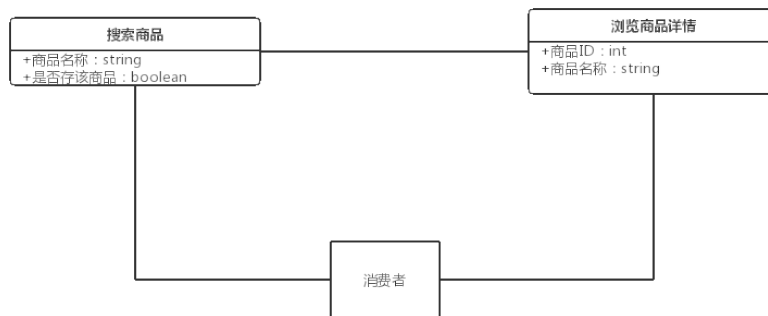 搜索商品
+商品名称：string
+是否存该商品：boolean
浏览商品详情
+商品ID：int
+商品名称：string
消费者